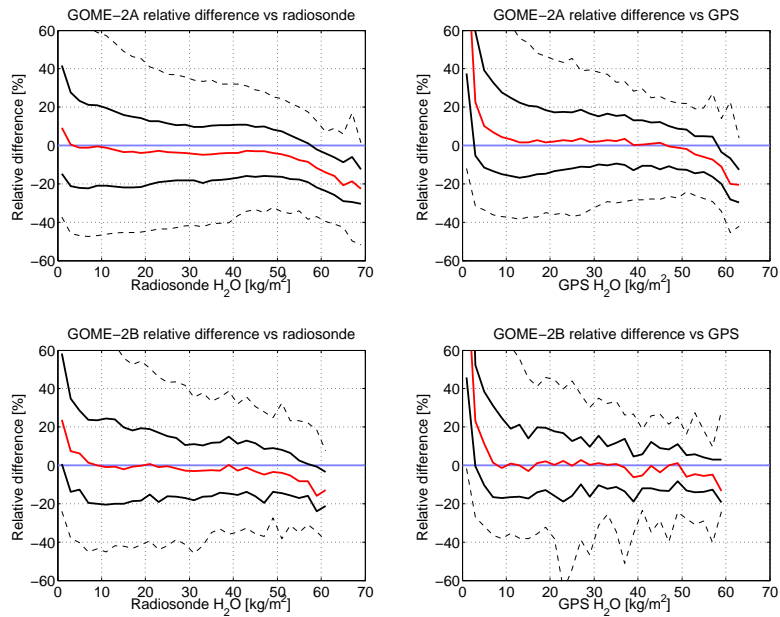 GOME−2A relative difference vs radiosonde
Relative difference [%]
60
40
20
0
−20
−40
−60
0 10 20 30 40 50 60 70
Radiosonde H2O [kg/m2]
GOME−2A relative difference vs GPS
Relative difference [%]
60
40
20
0
−20
−40
−60
0 10 20 30 40 50 60 70
GPS H2O [kg/m2]
GOME−2B relative difference vs radiosonde
Relative difference [%]
60
40
20
0
−20
−40
−60
0 10 20 30 40 50 60 70
Radiosonde H2O [kg/m2]
GOME−2B relative difference vs GPS
Relative difference [%]
60
40
20
0
−20
−40
−60
0 10 20 30 40 50 60 70
GPS H2O [kg/m2]